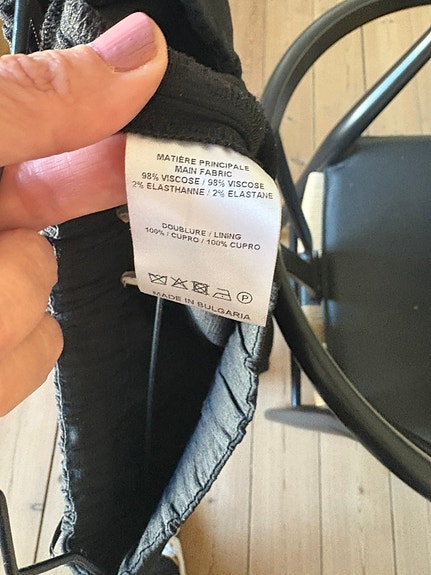 MATIÈRE PRINCIPALE
MAIN FABRIC
98% VISCOSE / 98% VISCOSE
2% ELASTHANNE / 2% ELASTANE
DOUBLURE / LINING
100% / CUPRO / 100% CUPRO
P
MADE IN BULGARIA